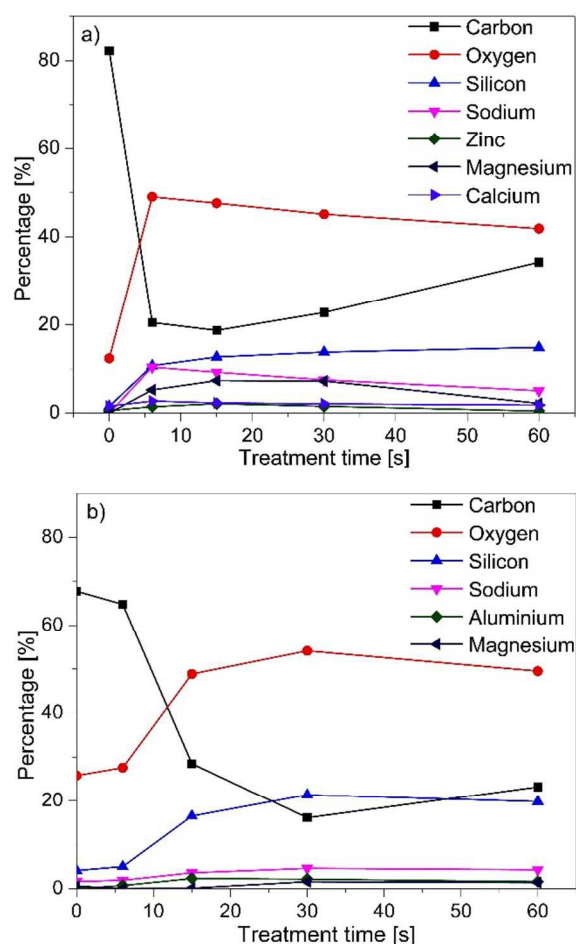 a)
Carbon
Oxygen
Silicon
Sodium
Zinc
Magnesium
Calcium
Percentage [%]
80
60
40
20
0
0 10 20 30 40 50 60
Treatment time [s]
b)
Carbon
Oxygen
Silicon
Sodium
Aluminium
Magnesium
Percentage [%]
80
60
40
20
0
0 10 20 30 40 50 60
Treatment time [s]